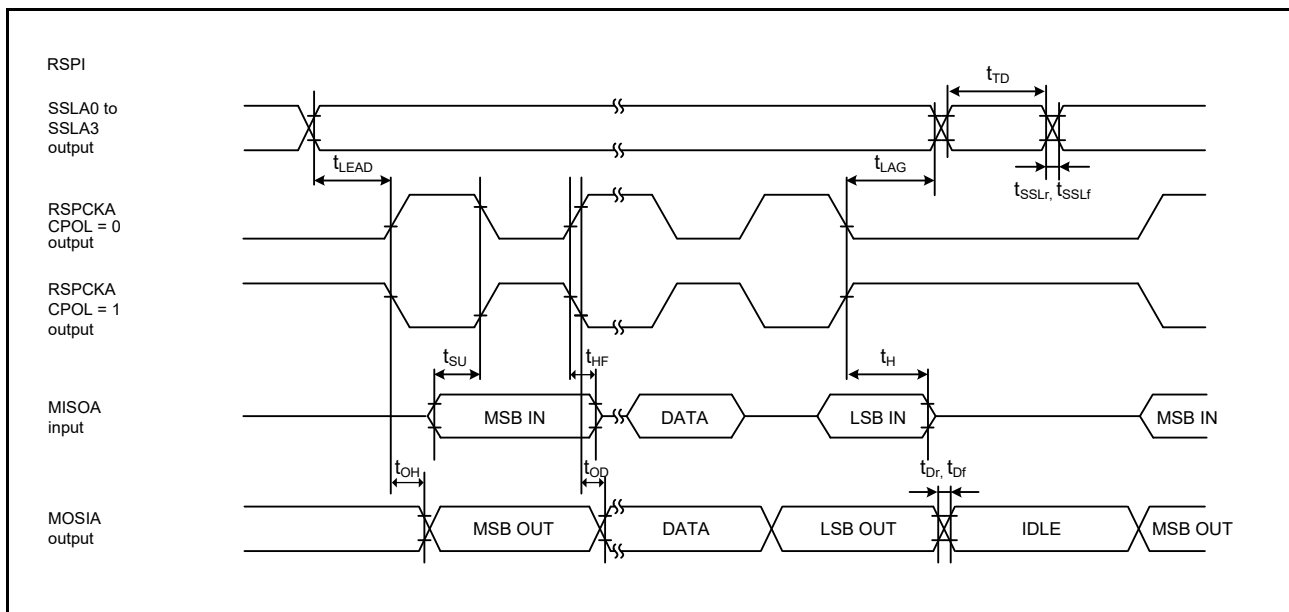 RSPI
SSLA0 to
SSLA3
output
tTD
tLEAD
tLAG
tSSLr, tSSLf
RSPCKA
CPOL = 0
output
RSPCKA
CPOL = 1
output
tSU
tHF
tH
MISOA
input
MSB IN
DATA
LSB IN
MSB IN
tOH
tOD
tDr, tDf
MOSIA
output
MSB OUT
DATA
LSB OUT
IDLE
MSB OUT